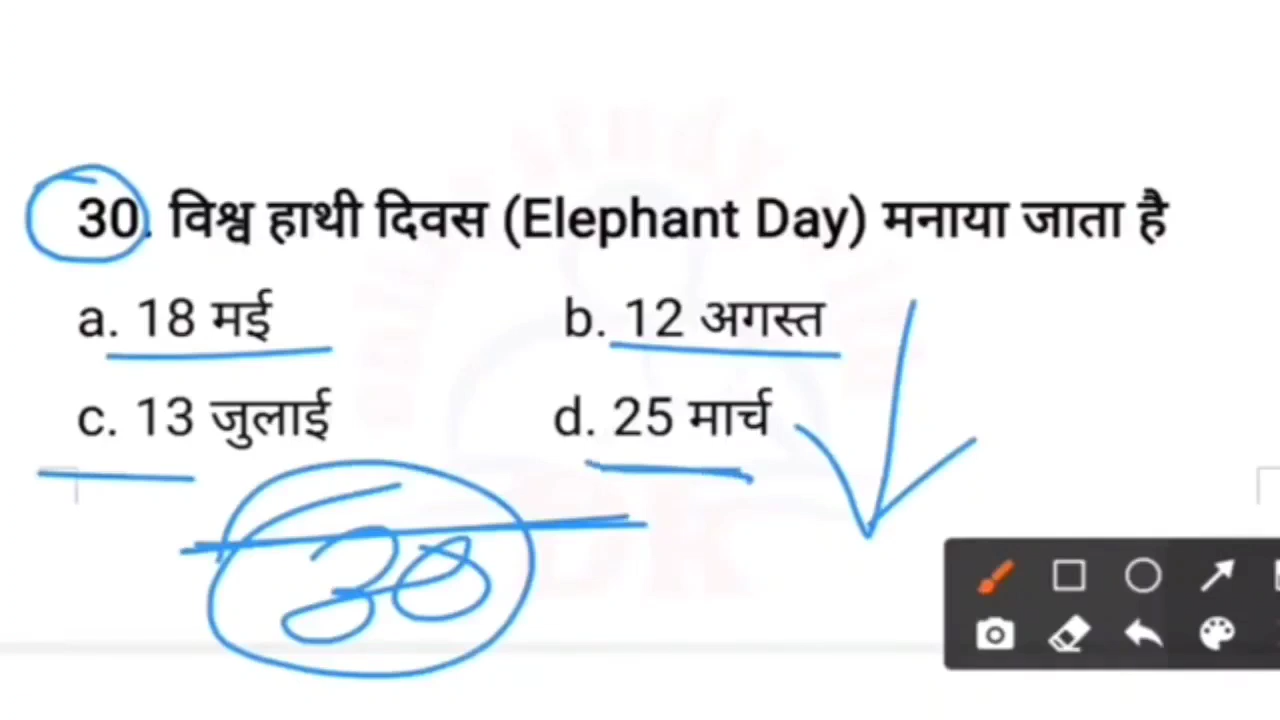 30. विश्व हाथी दिवस (Elephant Day) मनाया जाता है
a. 18 मई b. 12 अगस्त
c. 13 जुलाई d. 25 मार्च
30